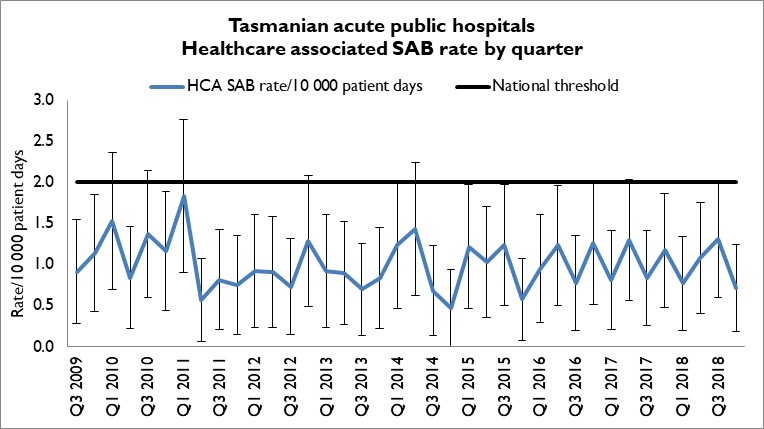 Tasmanian acute public hospitals
Healthcare associated SAB rate by quarter
HCA SAB rate/10 000 patient days
National threshold
Rate/10 000 patient days
3.0
2.5
2.0
1.5
1.0
0.5
0.0
Q3 2009
Q1 2010
Q3 2010
Q1 2011
Q3 2011
Q1 2012
Q3 2012
Q1 2013
Q3 2013
Q1 2014
Q3 2014
Q1 2015
Q3 2015
Q1 2016
Q3 2016
Q1 2017
Q3 2017
Q1 2018
Q3 2018